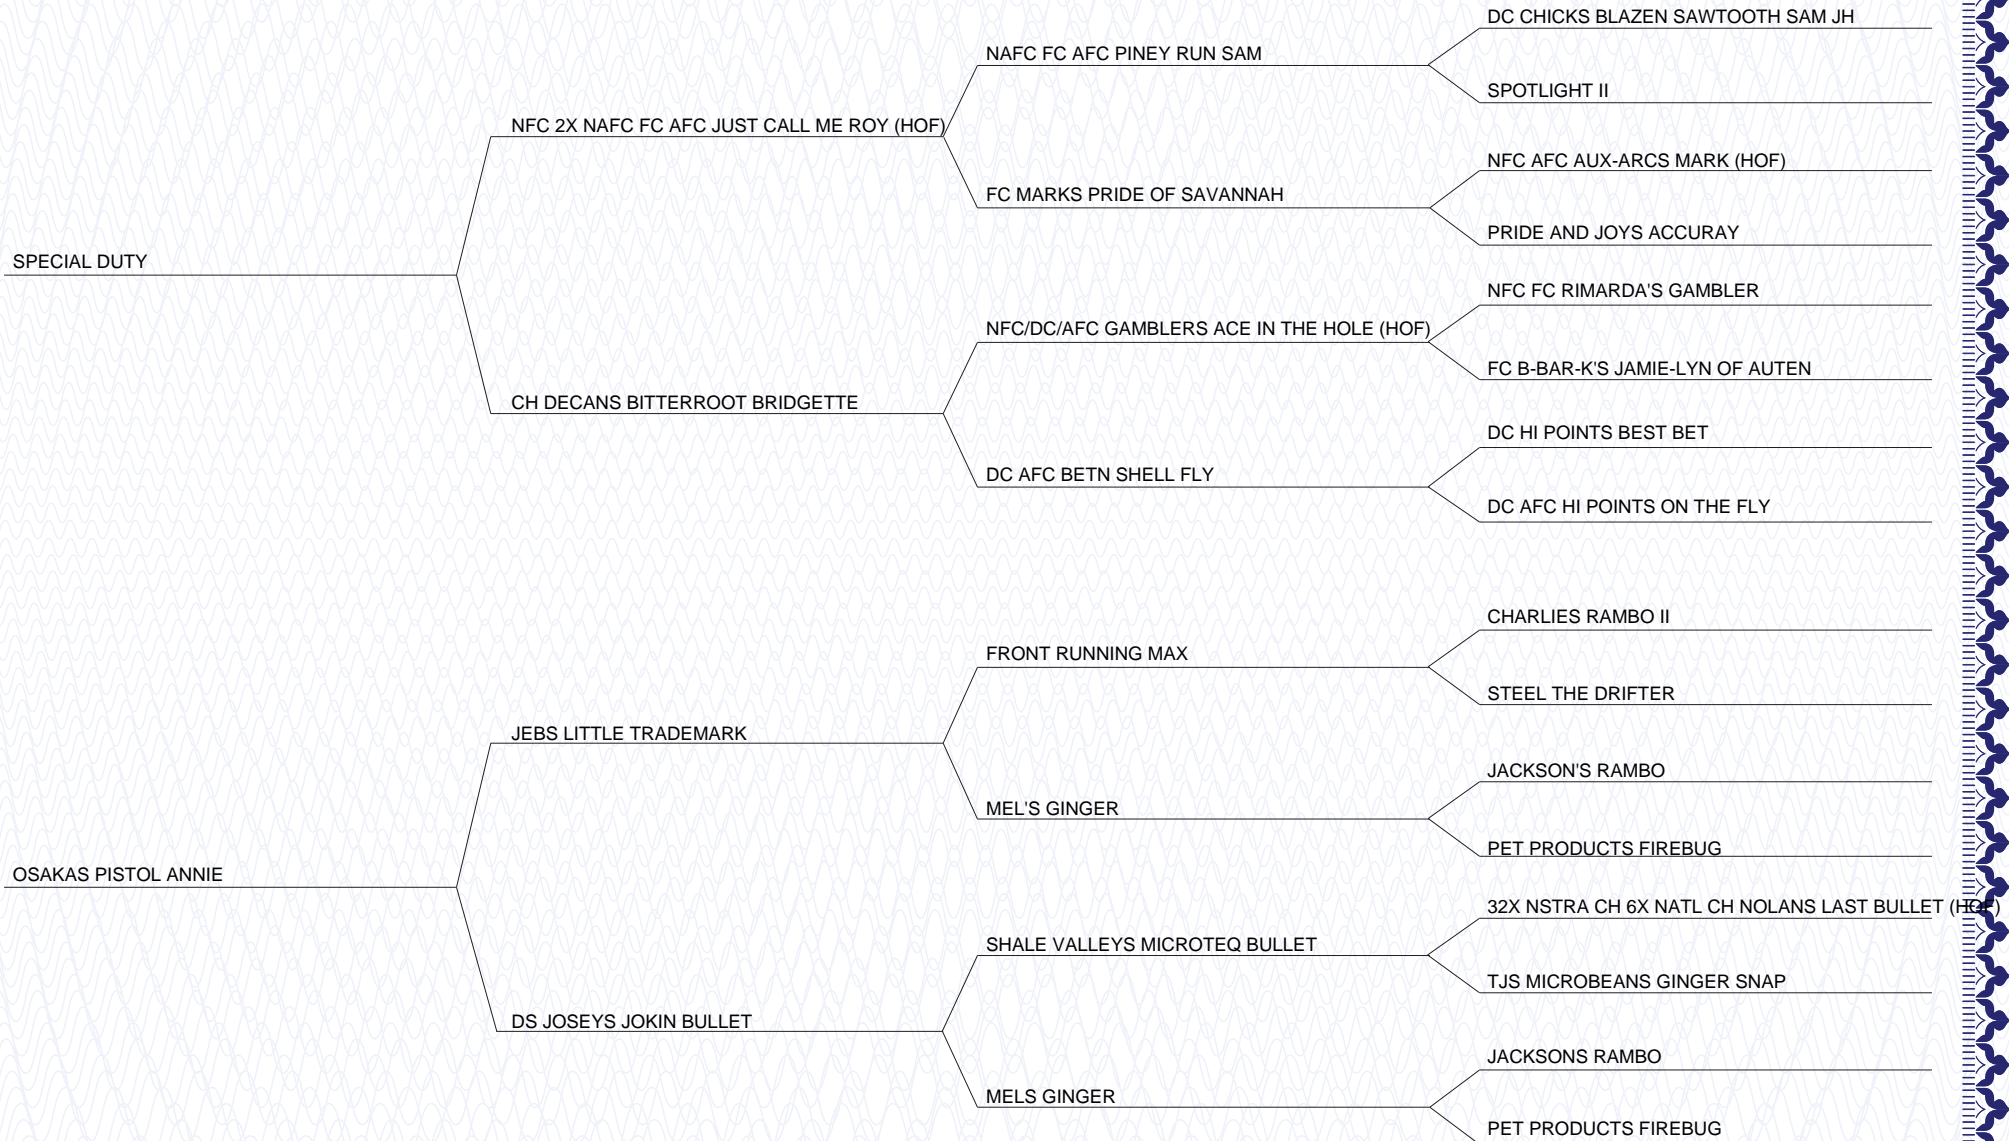 DC CHICKS BLAZEN SAWTOOTH SAM JH
NAFC FC AFC PINEY RUN SAM
SPOTLIGHT II
NFC 2X NAFC FC AFC JUST CALL ME ROY (HOF)
NFC AFC AUX-ARCS MARK (HOF)
FC MARKS PRIDE OF SAVANNAH
PRIDE AND JOYS ACCURAY
SPECIAL DUTY
NFC FC RIMARDA'S GAMBLER
NFC/DC/AFC GAMBLERS ACE IN THE HOLE (HOF)
FC B-BAR-K'S JAMIE-LYN OF AUTEN
CH DECANS BITTERROOT BRIDGETTE
DC HI POINTS BEST BET
DC AFC BETN SHELL FLY
DC AFC HI POINTS ON THE FLY
CHARLIES RAMBO II
FRONT RUNNING MAX
STEEL THE DRIFTER
JEBS LITTLE TRADEMARK
JACKSON'S RAMBO
MEL'S GINGER
PET PRODUCTS FIREBUG
OSAKAS PISTOL ANNIE
32X NSTRA CH 6X NATL CH NOLANS LAST BULLET (HOF)
SHALE VALLEYS MICROTEQ BULLET
TJS MICROBEANS GINGER SNAP
DS JOSEYS JOKIN BULLET
JACKSONS RAMBO
MELS GINGER
PET PRODUCTS FIREBUG